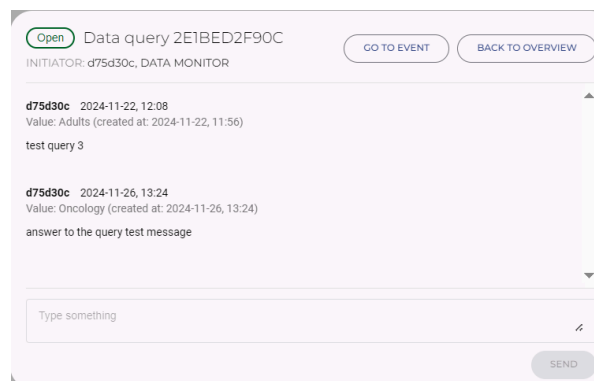 Open Data query 2E1BED2F90C
GO TO EVENT BACK TO OVERVIEW
INITIATOR: d75d30c, DATA MONITOR
d75d30c 2024-11-22, 12:08
Value: Adults (created at: 2024-11-22, 11:56)
test query 3
d75d30c 2024-11-26, 13:24
Value: Oncology (created at: 2024-11-26, 13:24)
answer to the query test message
Type something
SEND